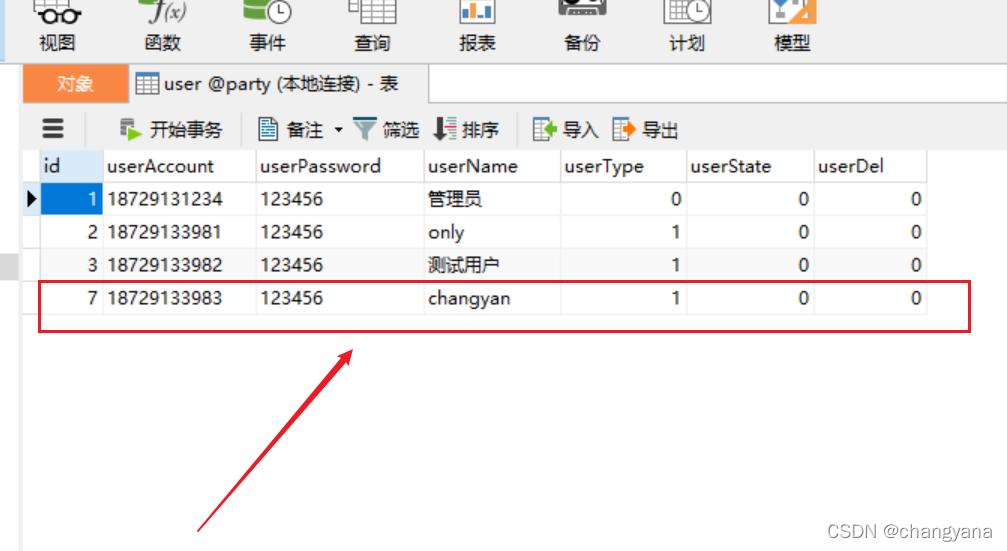 f(x)
视图 函数 事件 查询 报表 备份 计划 模型
对象 user @party (本地连接) - 表
开始事务 备注 筛选 排序 导入 导出
id userAccount userPassword userName userType userState userDel
1 18729131234 123456 管理员 0 0 0
2 18729133981 123456 only 1 0 0
3 18729133982 123456 测试用户 1 0 0
7 18729133983 123456 changyan 1 0 0
CSDN @changyana